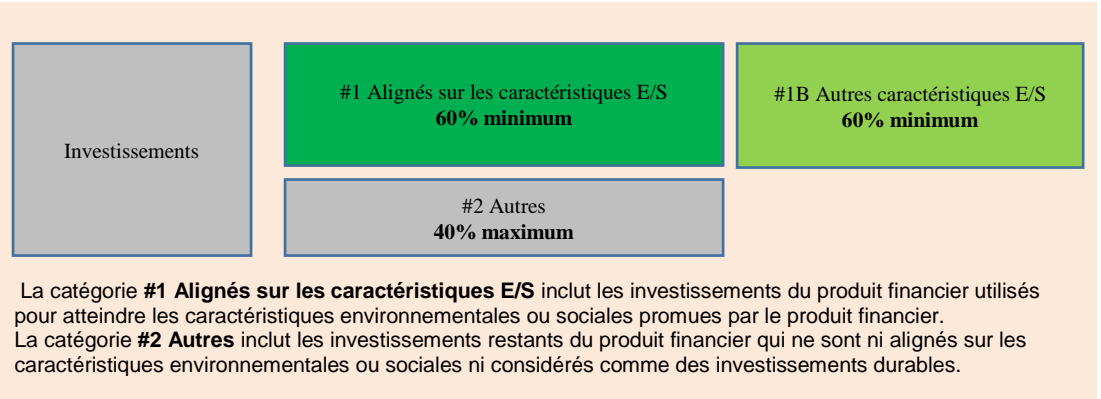 Investissements
#1 Alignés sur les caractéristiques E/S
60% minimum
#1B Autres caractéristiques E/S
60% minimum
#2 Autres
40% maximum
La catégorie #1 Alignés sur les caractéristiques E/S inclut les investissements du produit financier utilisés
pour atteindre les caractéristiques environnementales ou sociales promues par le produit financier.
La catégorie #2 Autres inclut les investissements restants du produit financier qui ne sont ni alignés sur les
caractéristiques environnementales ou sociales ni considérés comme des investissements durables.